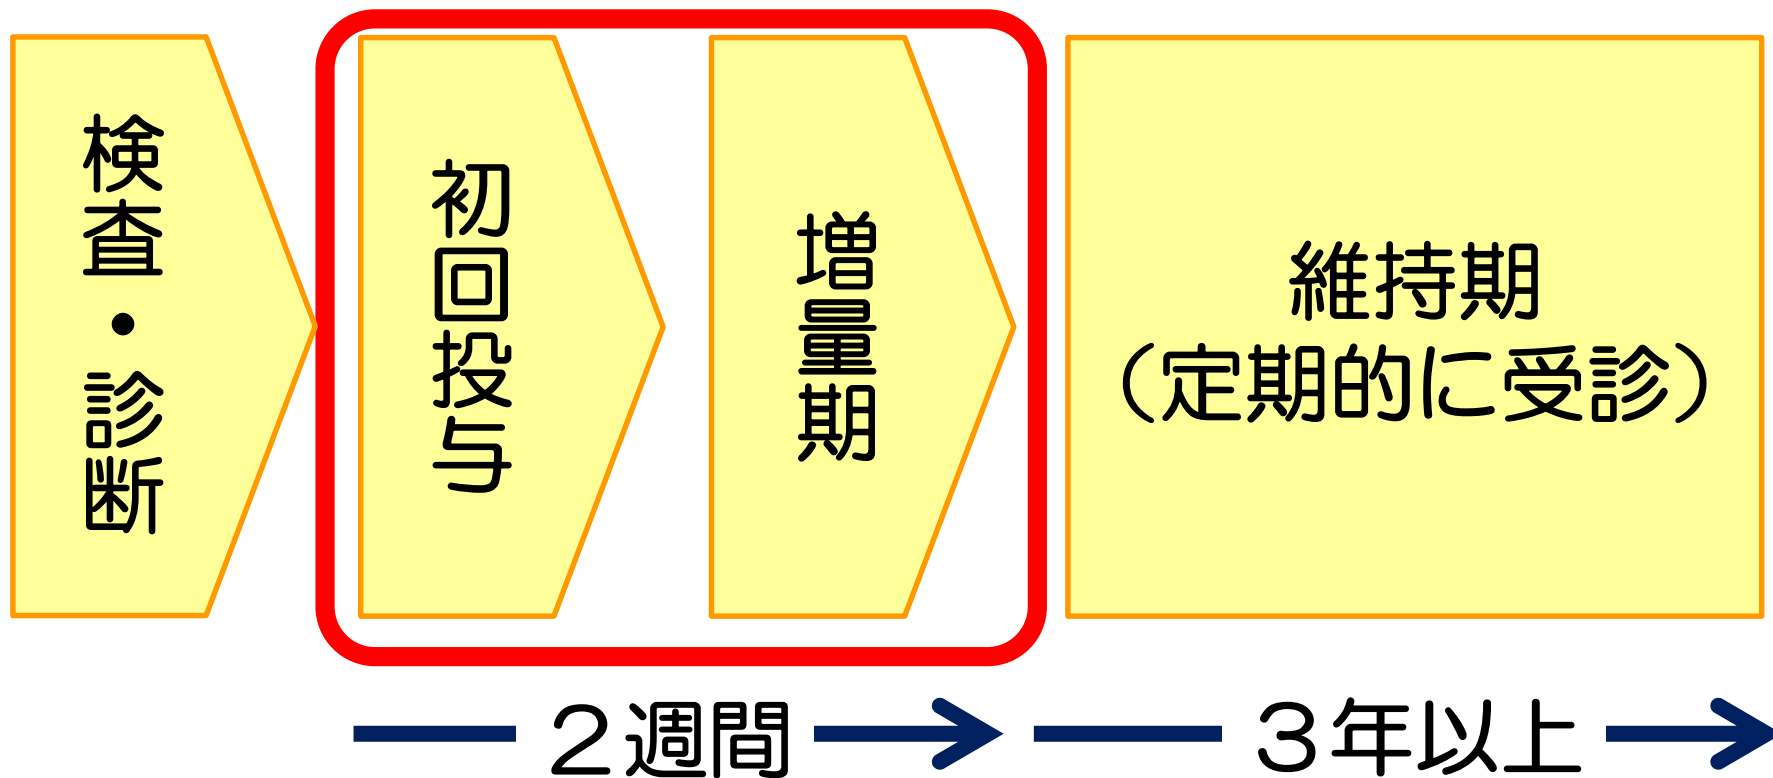 検査・診断
初回投与
増量期
維持期
（定期的に受診）
２週間
３年以上